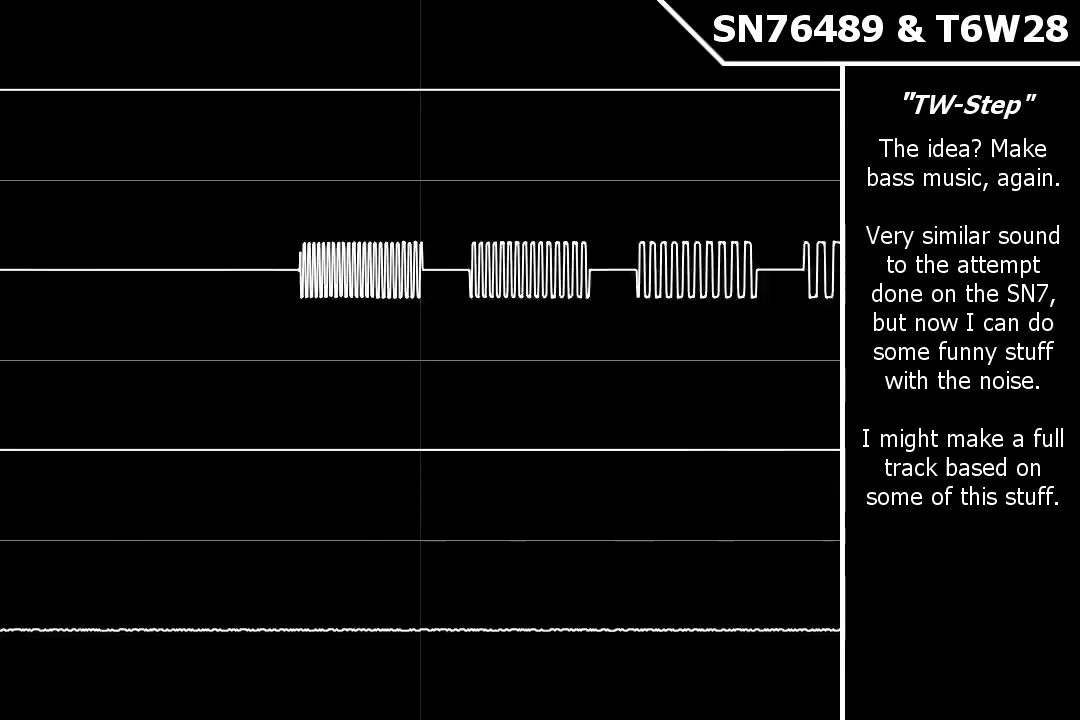 SN76489 & T6W28
"TW-Step"
The idea? Make
bass music, again.
Very similar sound
to the attempt
done on the SN7,
but now I can do
some funny stuff
with the noise.
I might make a full
track based on
some of this stuff.